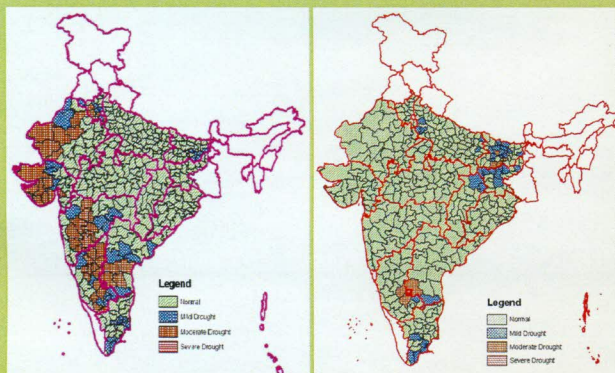 Legend
Normal
Mild Drought
Moderate Drought
Severe Drought
Legend
Normal
Mild Drought
Moderate Drought
Severe Drought